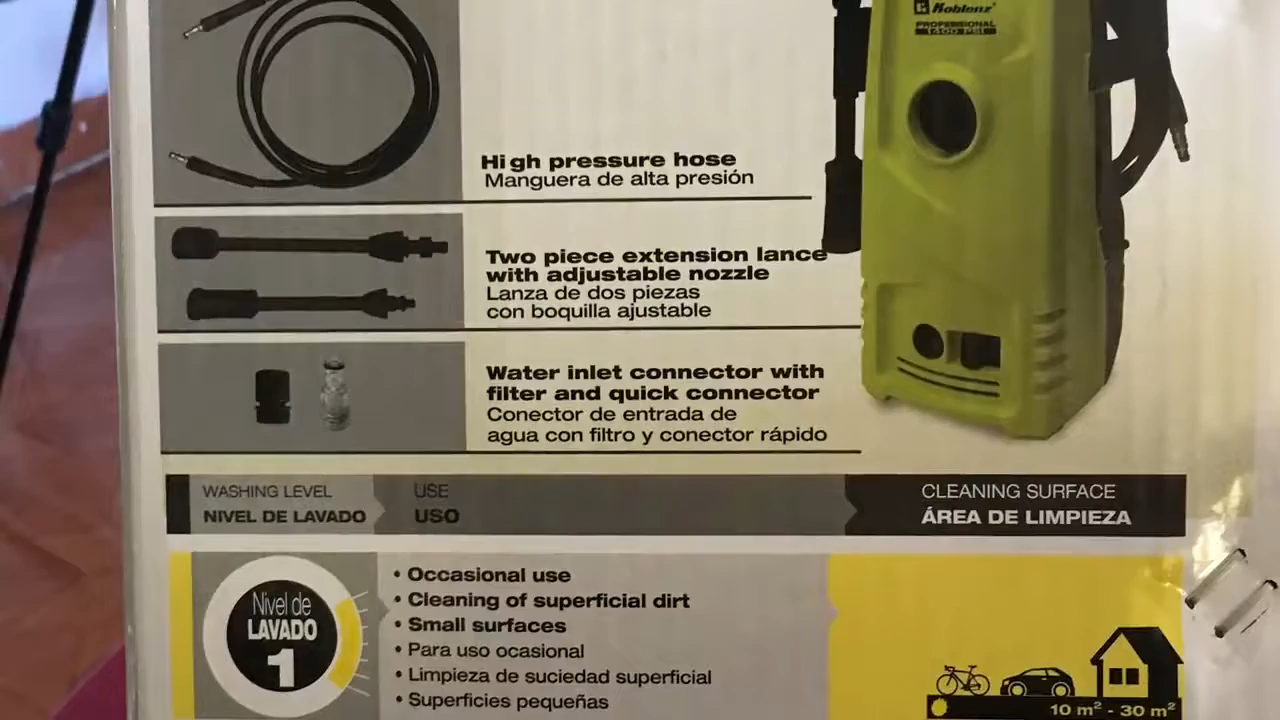 Koblenz
PROFESSIONAL
1400 PSI
High pressure hose
Manguera de alta presión
Two piece extension lance
with adjustable nozzle
Lanza de dos piezas
con boquilla ajustable
Water inlet connector with
filter and quick connector
Conector de entrada de
agua con filtro y conector rápido
WASHING LEVEL
NIVEL DE LAVADO
USE
USO
CLEANING SURFACE
ÁREA DE LIMPIEZA
Nivel de
LAVADO
1
• Occasional use
• Cleaning of superficial dirt
• Small surfaces
• Para uso ocasional
• Limpieza de suciedad superficial
• Superficies pequeñas
10 m² - 30 m²